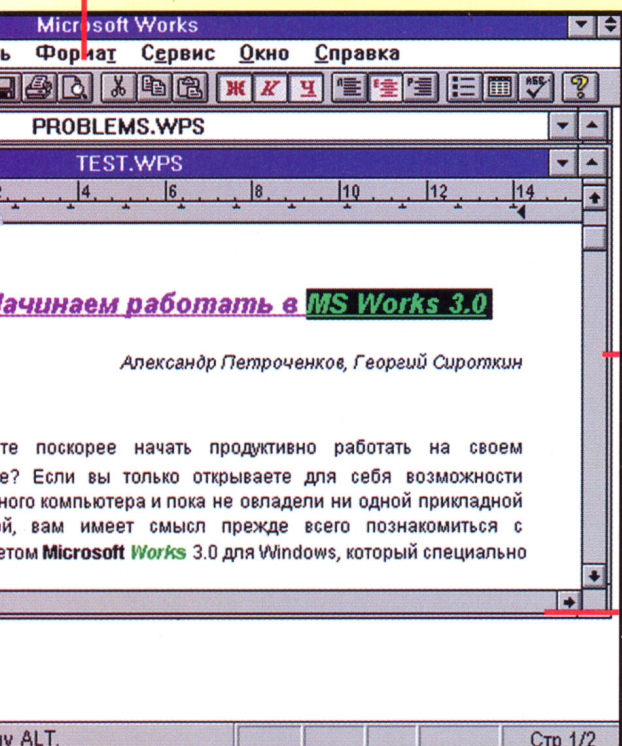 Microsoft Works
ь Формат Сервис Окно Справка
Ж К Ч АБС ?
PROBLEMS.WPS
TEST.WPS
2 4 6 8 10 12 14
Начинаем работать в MS Works 3.0
Александр Петроченков, Георгий Сироткин
те поскорее начать продуктивно работать на своем
е? Если вы только открываете для себя возможности
ного компьютера и пока не овладели ни одной прикладной
ой, вам имеет смысл прежде всего познакомиться с
етом Microsoft Works 3.0 для Windows, который специально
ALT.
Стр 1/2